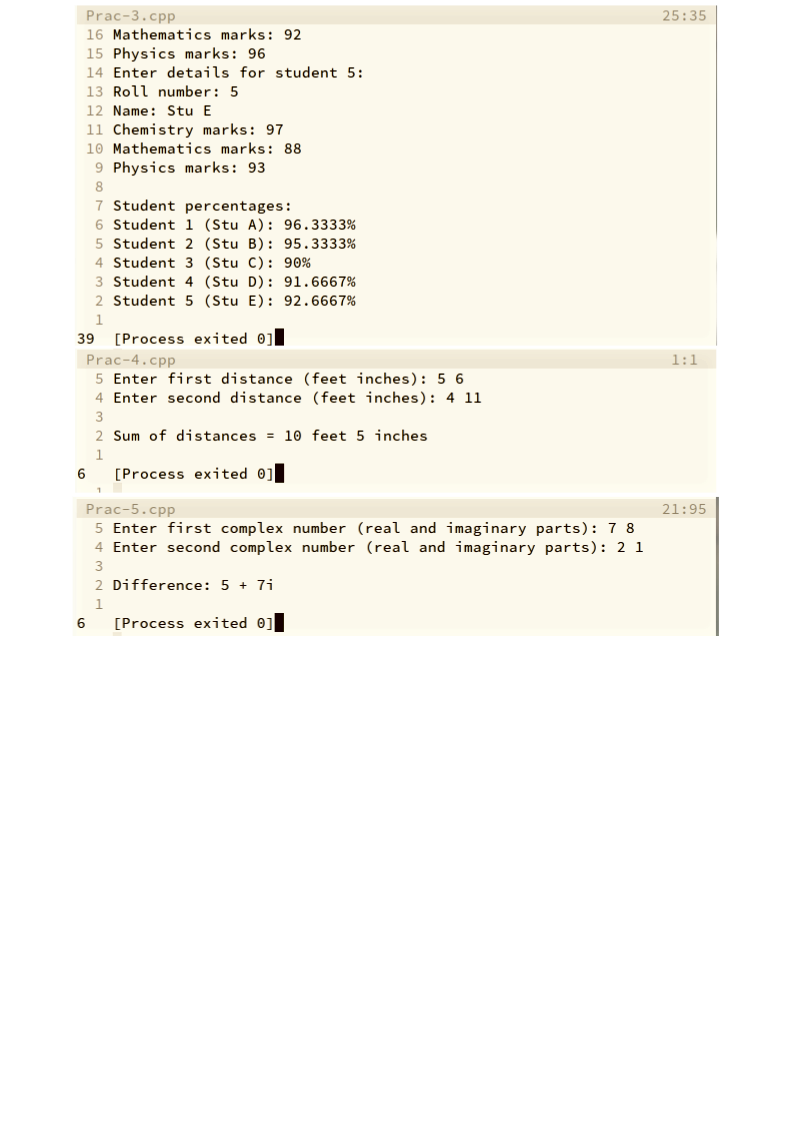 Prac-3.cpp 25:35
16 Mathematics marks: 92
15 Physics marks: 96
14 Enter details for student 5:
13 Roll number: 5
12 Name: Stu E
11 Chemistry marks: 97
10 Mathematics marks: 88
9 Physics marks: 93
8
7 Student percentages:
6 Student 1 (Stu A): 96.3333%
5 Student 2 (Stu B): 95.3333%
4 Student 3 (Stu C): 90%
3 Student 4 (Stu D): 91.6667%
2 Student 5 (Stu E): 92.6667%
1
39 [Process exited 0]
Prac-4.cpp 1:1
5 Enter first distance (feet inches): 5 6
4 Enter second distance (feet inches): 4 11
3
2 Sum of distances = 10 feet 5 inches
1
6 [Process exited 0]
1
Prac-5.cpp 21:95
5 Enter first complex number (real and imaginary parts): 7 8
4 Enter second complex number (real and imaginary parts): 2 1
3
2 Difference: 5 + 7i
1
6 [Process exited 0]